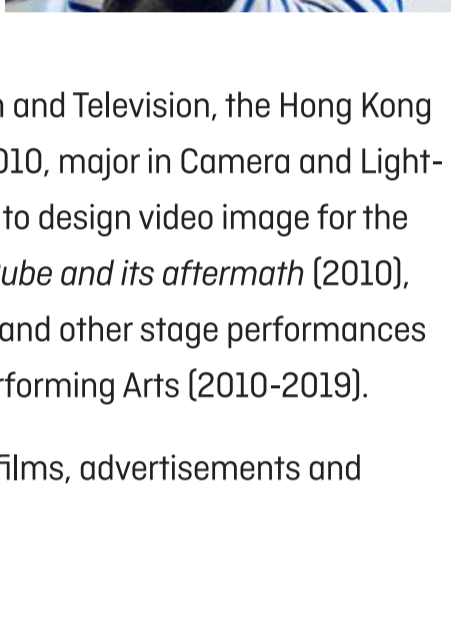 and Television, the Hong Kong
010, major in Camera and Light-
to design video image for the
ube and its aftermath (2010),
and other stage performances
rforming Arts (2010-2019).
films, advertisements and